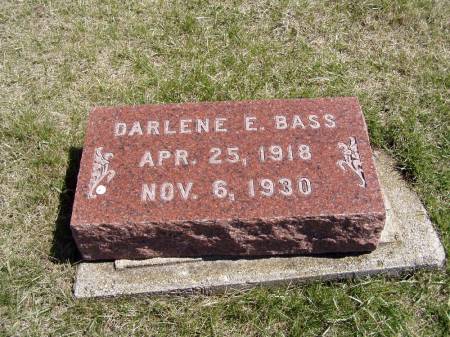 DARLENE E. BASS
APR. 25, 1918
NOV. 6, 1930